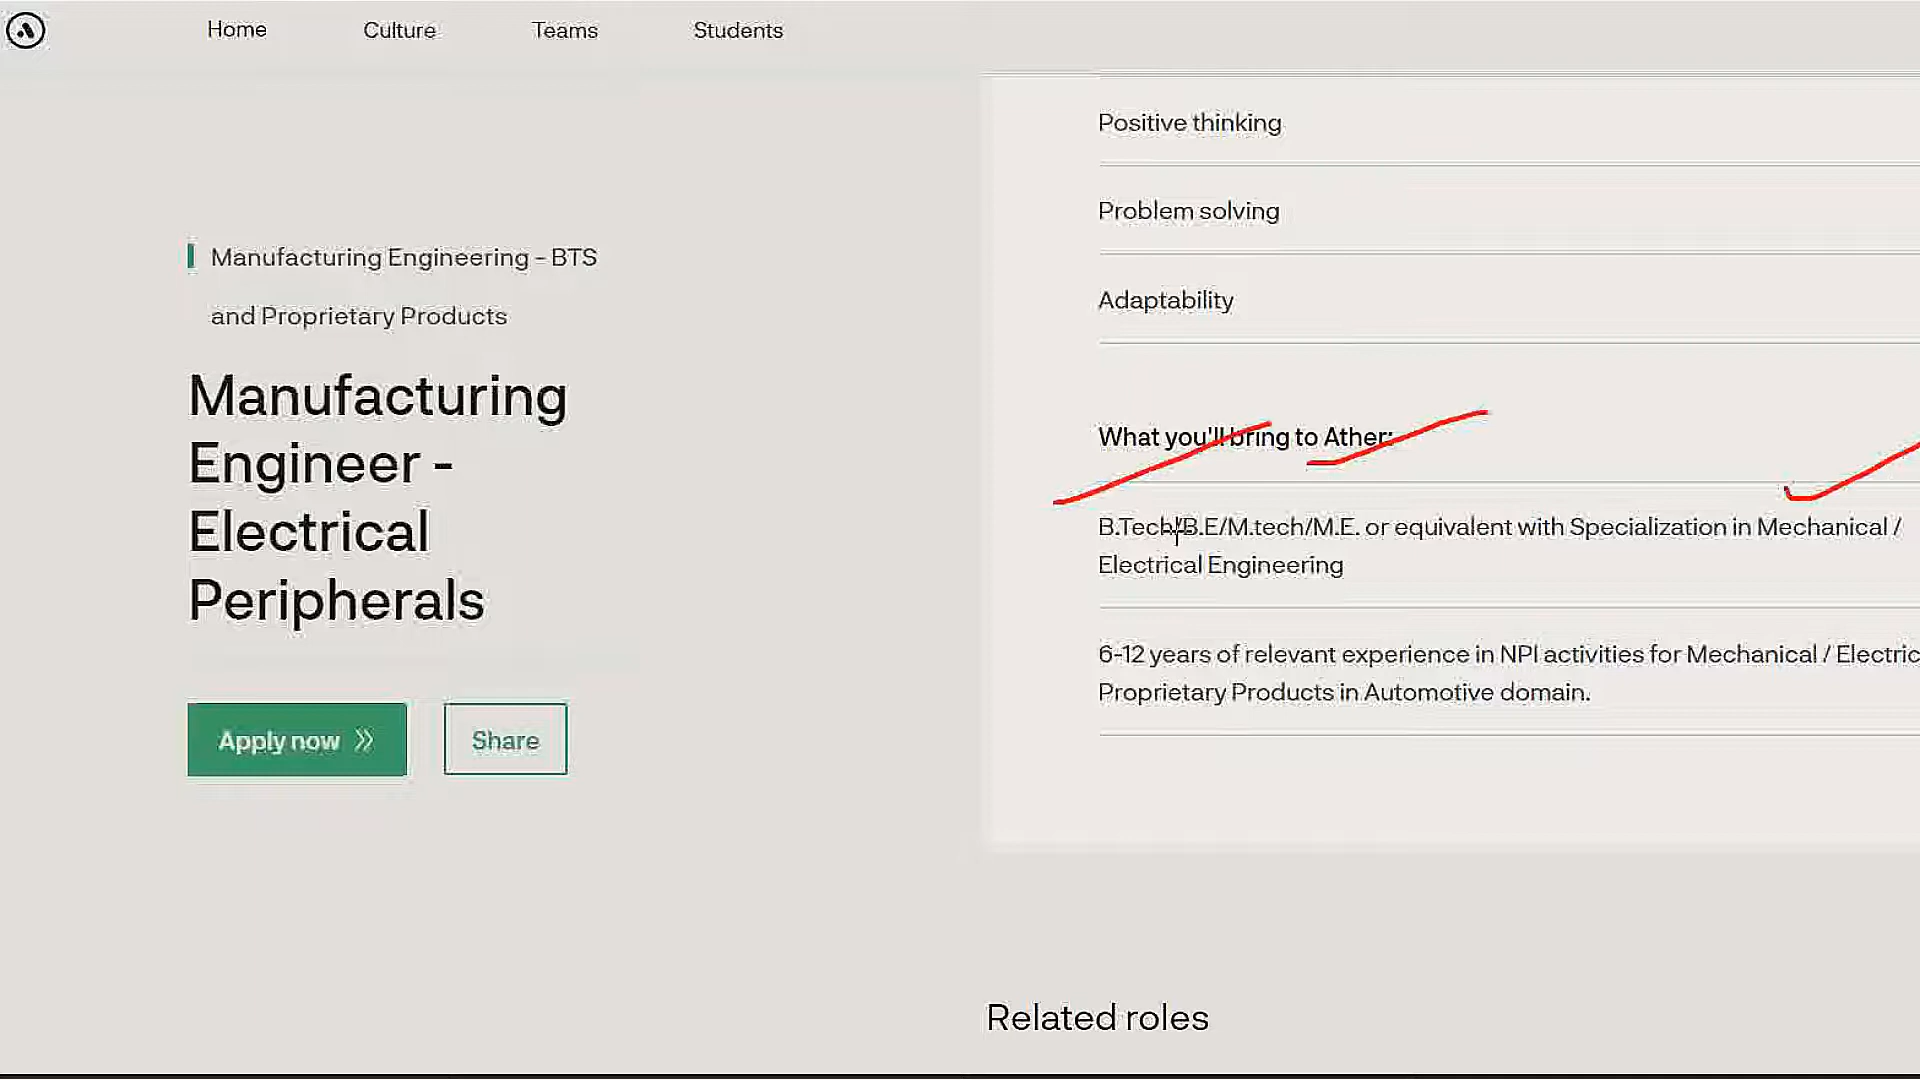 Home Culture Teams Students
Manufacturing Engineering - BTS
and Proprietary Products
Manufacturing
Engineer -
Electrical
Peripherals
Apply now
Share
Positive thinking
Problem solving
Adaptability
What you'll bring to Ather:
B.Tech/B.E/M.tech/M.E. or equivalent with Specialization in Mechanical /
Electrical Engineering
6-12 years of relevant experience in NPI activities for Mechanical / Electric
Proprietary Products in Automotive domain.
Related roles